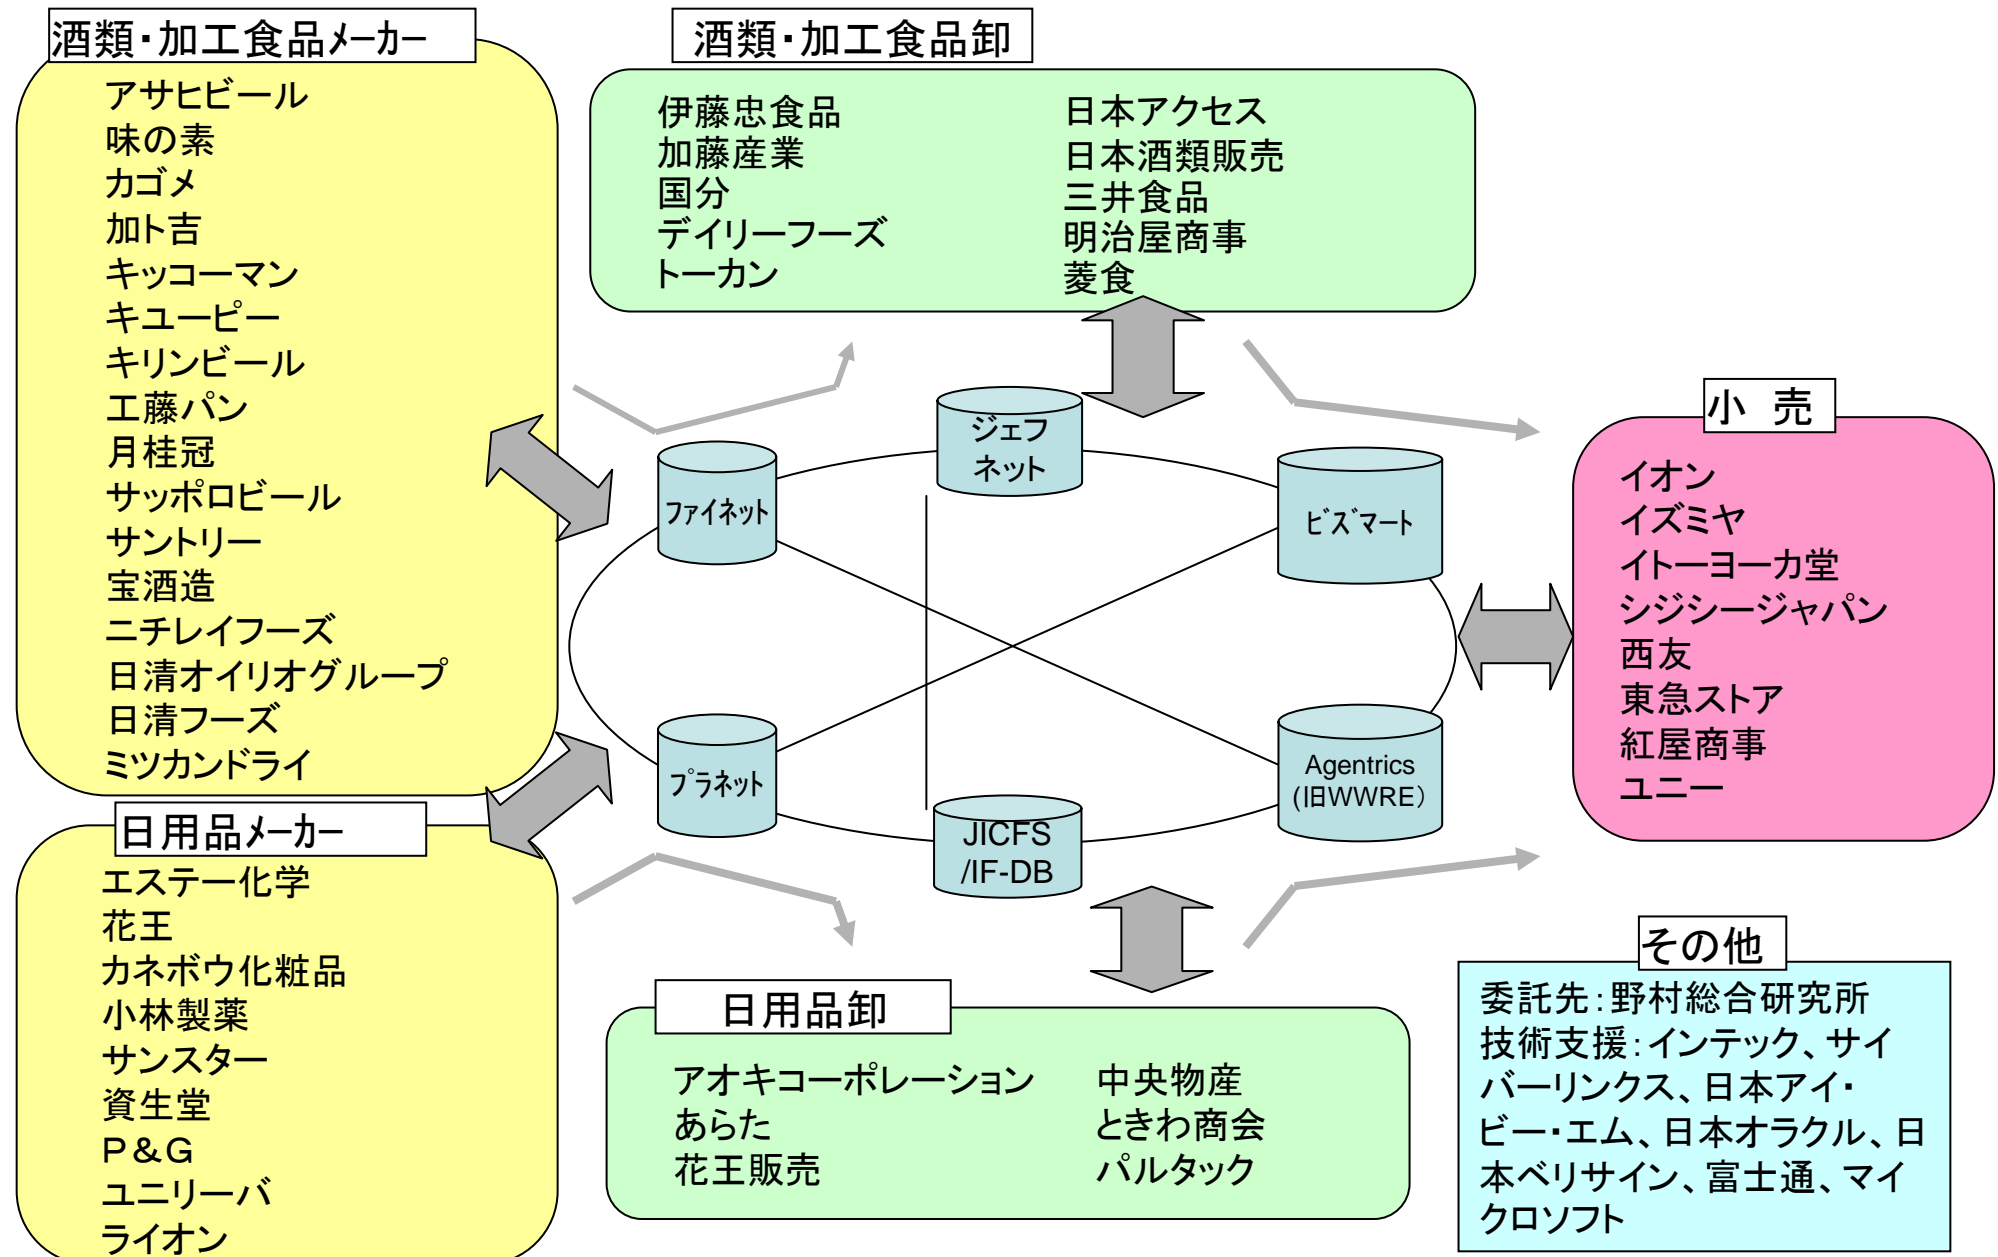 酒類・加工食品メーカー
アサヒビール
味の素
カゴメ
加ト吉
キッコーマン
キユーピー
キリンビール
工藤パン
月桂冠
サッポロビール
サントリー
宝酒造
ニチレイフーズ
日清オイリオグループ
日清フーズ
ミツカンドライ
日用品メーカー
エステー化学
花王
カネボウ化粧品
小林製薬
サンスター
資生堂
P&G
ユニリーバ
ライオン
酒類・加工食品卸
伊藤忠食品
加藤産業
国分
デイリーフーズ
トーカン
日本アクセス
日本酒類販売
三井食品
明治屋商事
菱食
ジェフ
ネット
ファイネット
ビズマート
プラネット
Agentrics
(旧WWRE)
JICFS
/IF-DB
日用品卸
アオキコーポレーション
あらた
花王販売
中央物産
ときわ商会
パルタック
小 売
イオン
イズミヤ
イトーヨーカ堂
シジシージャパン
西友
東急ストア
紅屋商事
ユニー
その他
委託先:野村総合研究所
技術支援:インテック、サイ
バーリンクス、日本アイ・
ビー・エム、日本オラクル、日
本ベリサイン、富士通、マイ
クロソフト